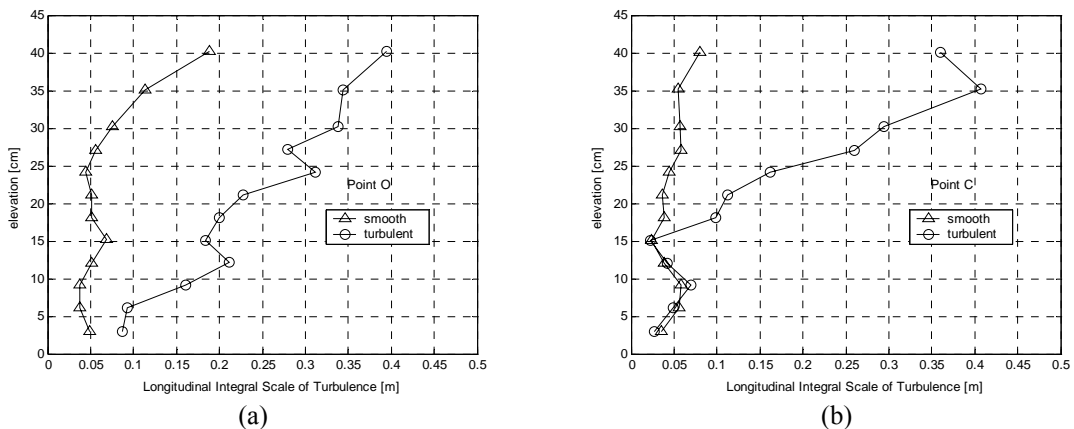 45
40
35
30
25
20
15
10
5
0
elevation [cm]
Point O
smooth
turbulent
0 0.05 0.1 0.15 0.2 0.25 0.3 0.35 0.4 0.45 0.5
Longitudinal Integral Scale of Turbulence [m]
(a)
45
40
35
30
25
20
15
10
5
0
elevation [cm]
Point C
smooth
turbulent
0 0.05 0.1 0.15 0.2 0.25 0.3 0.35 0.4 0.45 0.5
Longitudinal Integral Scale of Turbulence [m]
(b)